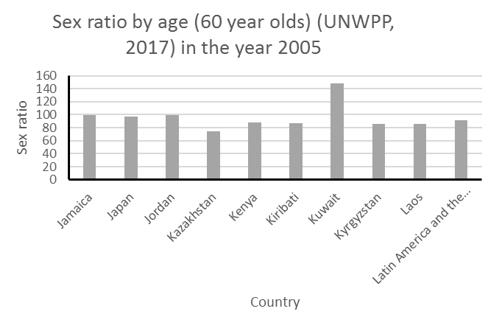 Sex ratio by age (60 year olds) (UNWPP,
2017) in the year 2005
160
140
120
100
80
60
40
20
0
Sex ratio
Jamaica
Japan
Jordan
Kazakhstan
Kenya
Kiribati
Kuwait
Kyrgyzstan
Laos
Latin America and the...
Country